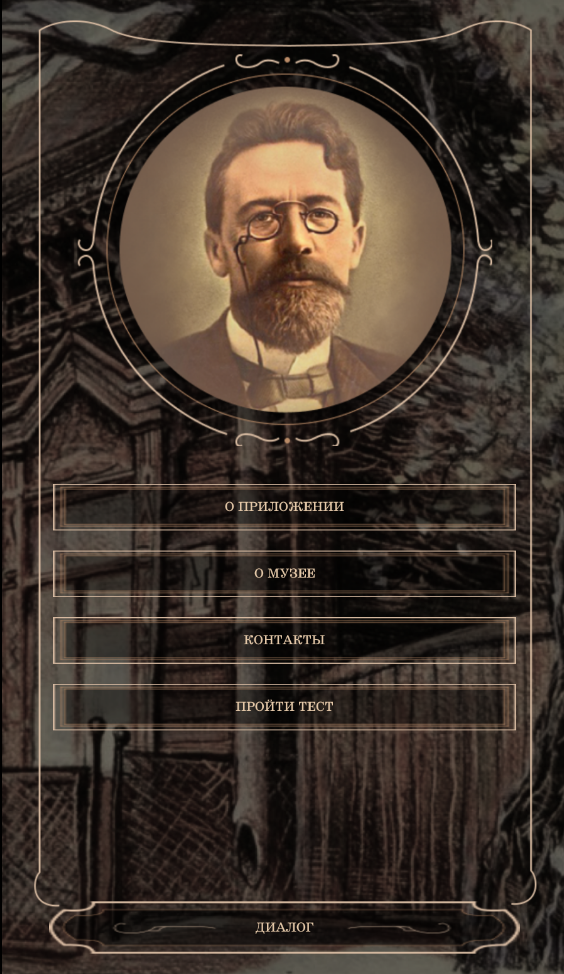 О ПРИЛОЖЕНИИ
О МУЗЕЕ
КОНТАКТЫ
ПРОЙТИ ТЕСТ
ДИАЛОГ